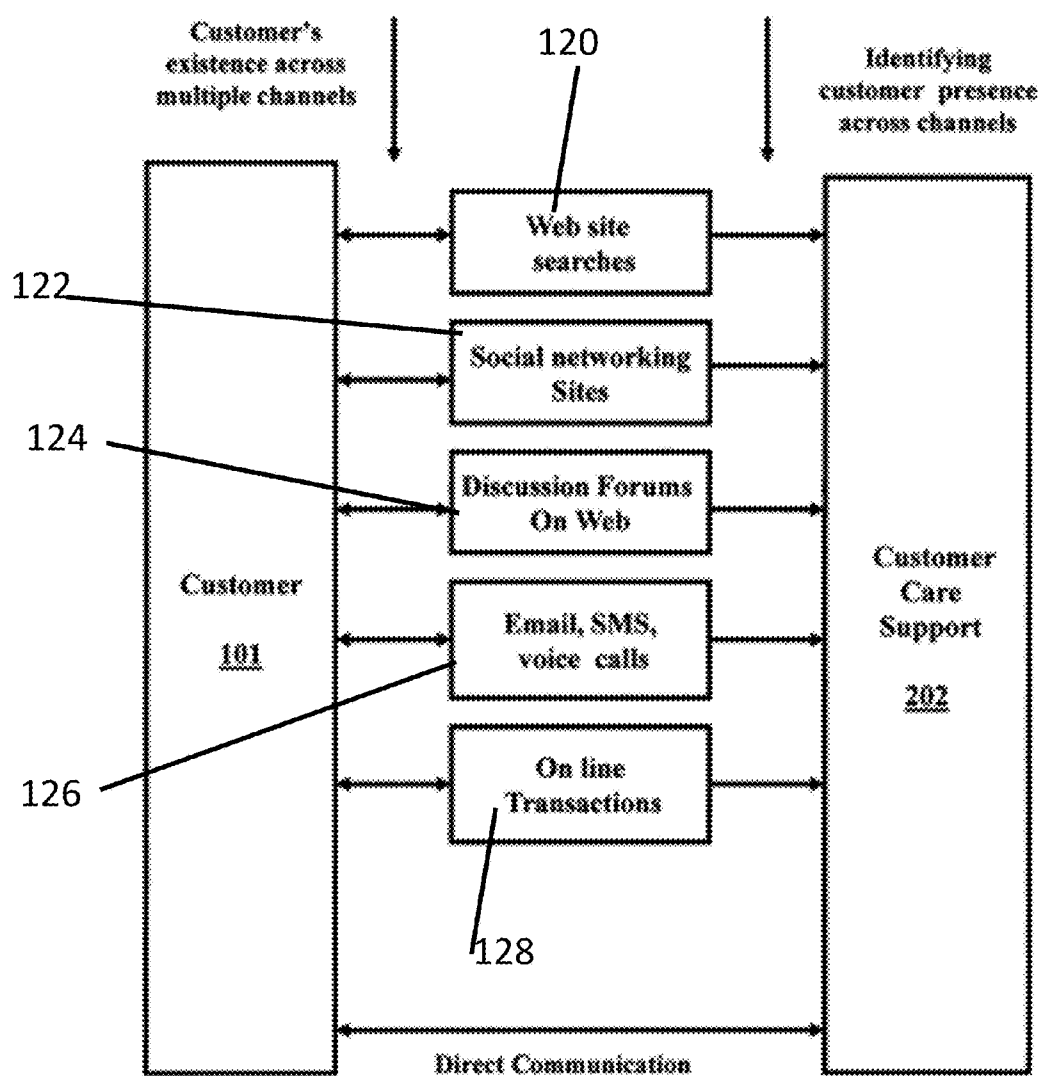 Customer's
existence across
multiple channels
120
Identifying
customer presence
across channels
Web site
searches
122
Social networking
Sites
124
Discussion Forums
On Web
Customer
101
Email, SMS,
voice calls
Customer
Care
Support
202
126
On line
Transactions
128
Direct Communication